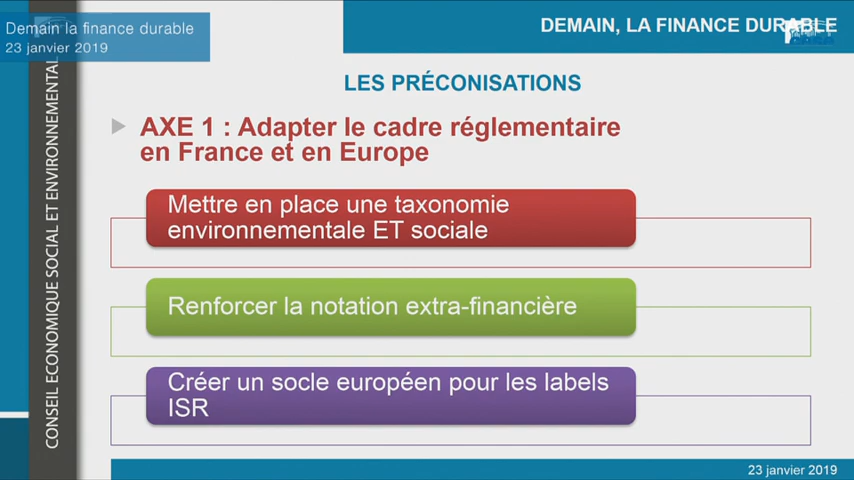 Demain la finance durable
23 janvier 2019
DEMAIN, LA FINANCE DURABLE
CONSEIL ECONOMIQUE SOCIAL ET ENVIRONNEMENTAL
LES PRÉCONISATIONS
AXE 1 : Adapter le cadre réglementaire
en France et en Europe
Mettre en place une taxonomie
environnementale ET sociale
Renforcer la notation extra-financière
Créer un socle européen pour les labels
ISR
23 janvier 2019